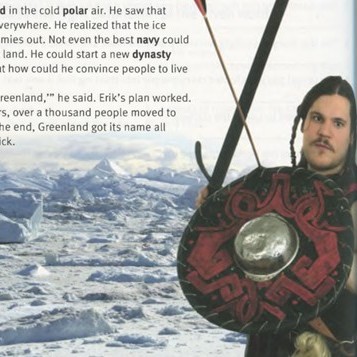 d in the cold polar air. He saw that
verywhere. He realized that the ice
mies out. Not even the best navy could
land. He could start a new dynasty
t how could he convince people to live
reenland,'" he said. Erik's plan worked.
rs, over a thousand people moved to
he end, Greenland got its name all
ick.